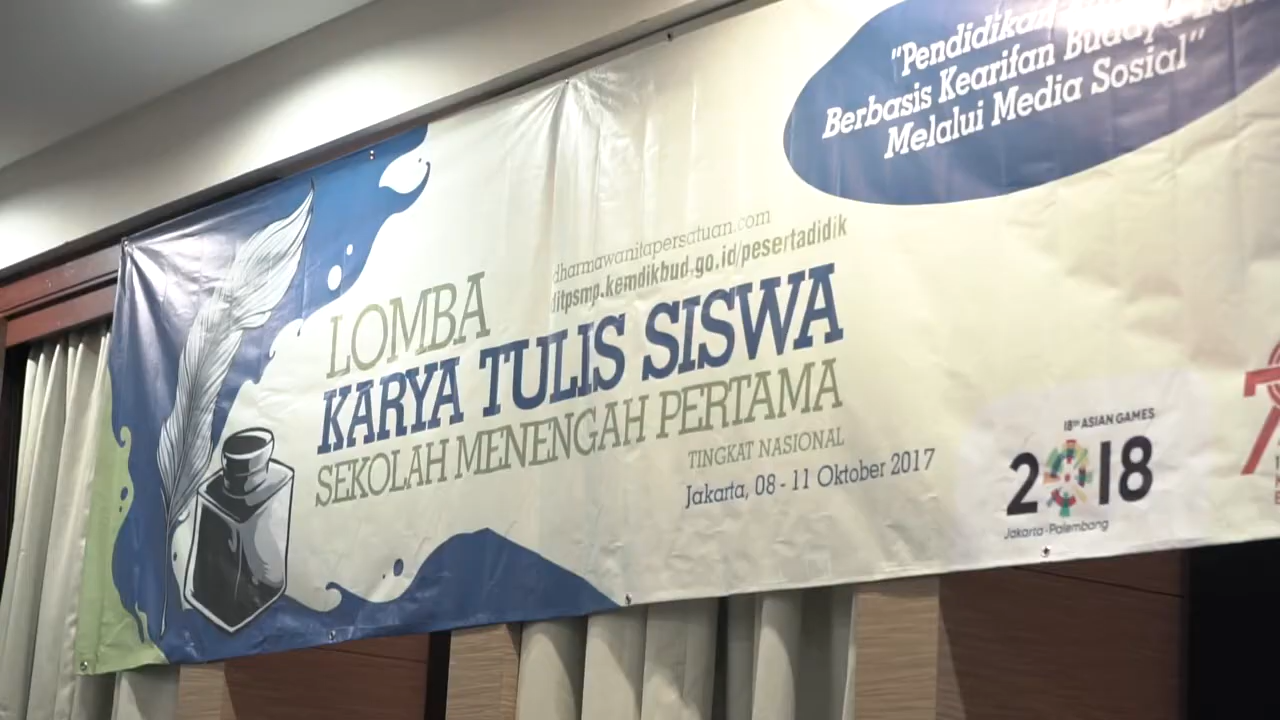 "Pendidikan
Berbasis Kearifan Budaya
Melalui Media Sosial"
dharmawanitapersatuan.com
ditpsmp.kemdikbud.go.id/pesertadidik
LOMBA
KARYA TULIS SISWA
SEKOLAH MENENGAH PERTAMA
TINGKAT NASIONAL
Jakarta, 08 - 11 Oktober 2017
18TH ASIAN GAMES
2018
Jakarta - Palembang